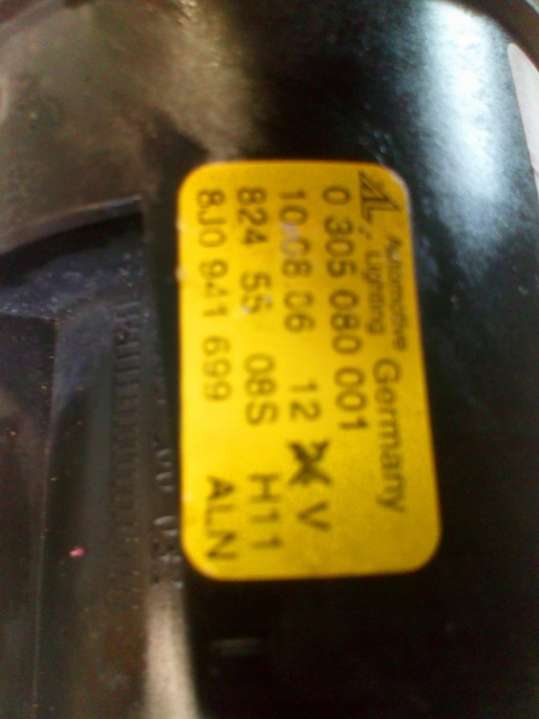 AL Automotive Lighting Germany
0 305 080 001
10.08.06 12 V
824 55 08S H11
8J0 941 699 ALN